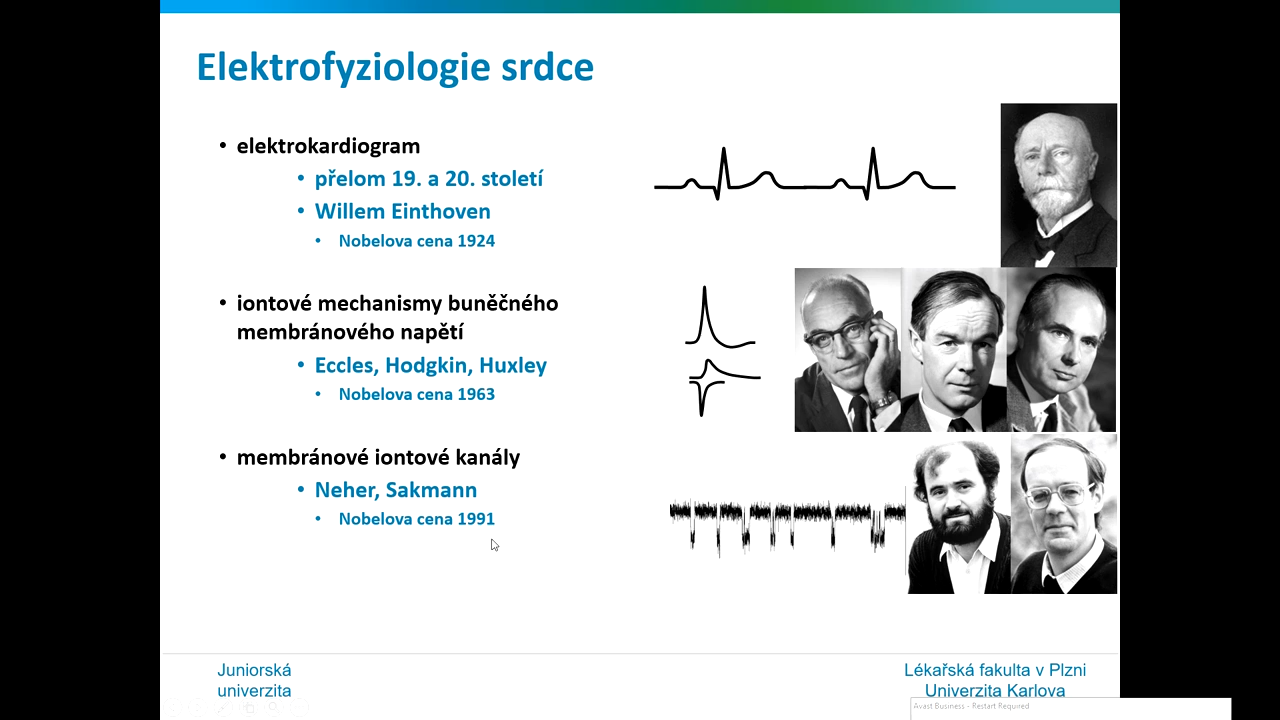 Elektrofyziologie srdce
• elektrokardiogram
• přelom 19. a 20. století
• Willem Einthoven
• Nobelova cena 1924
• iontové mechanismy buněčného
membránového napětí
• Eccles, Hodgkin, Huxley
• Nobelova cena 1963
• membránové iontové kanály
• Neher, Sakmann
• Nobelova cena 1991
Juniorská
univerzita
Lékařská fakulta v Plzni
Univerzita Karlova
Avast Business - Restart Required